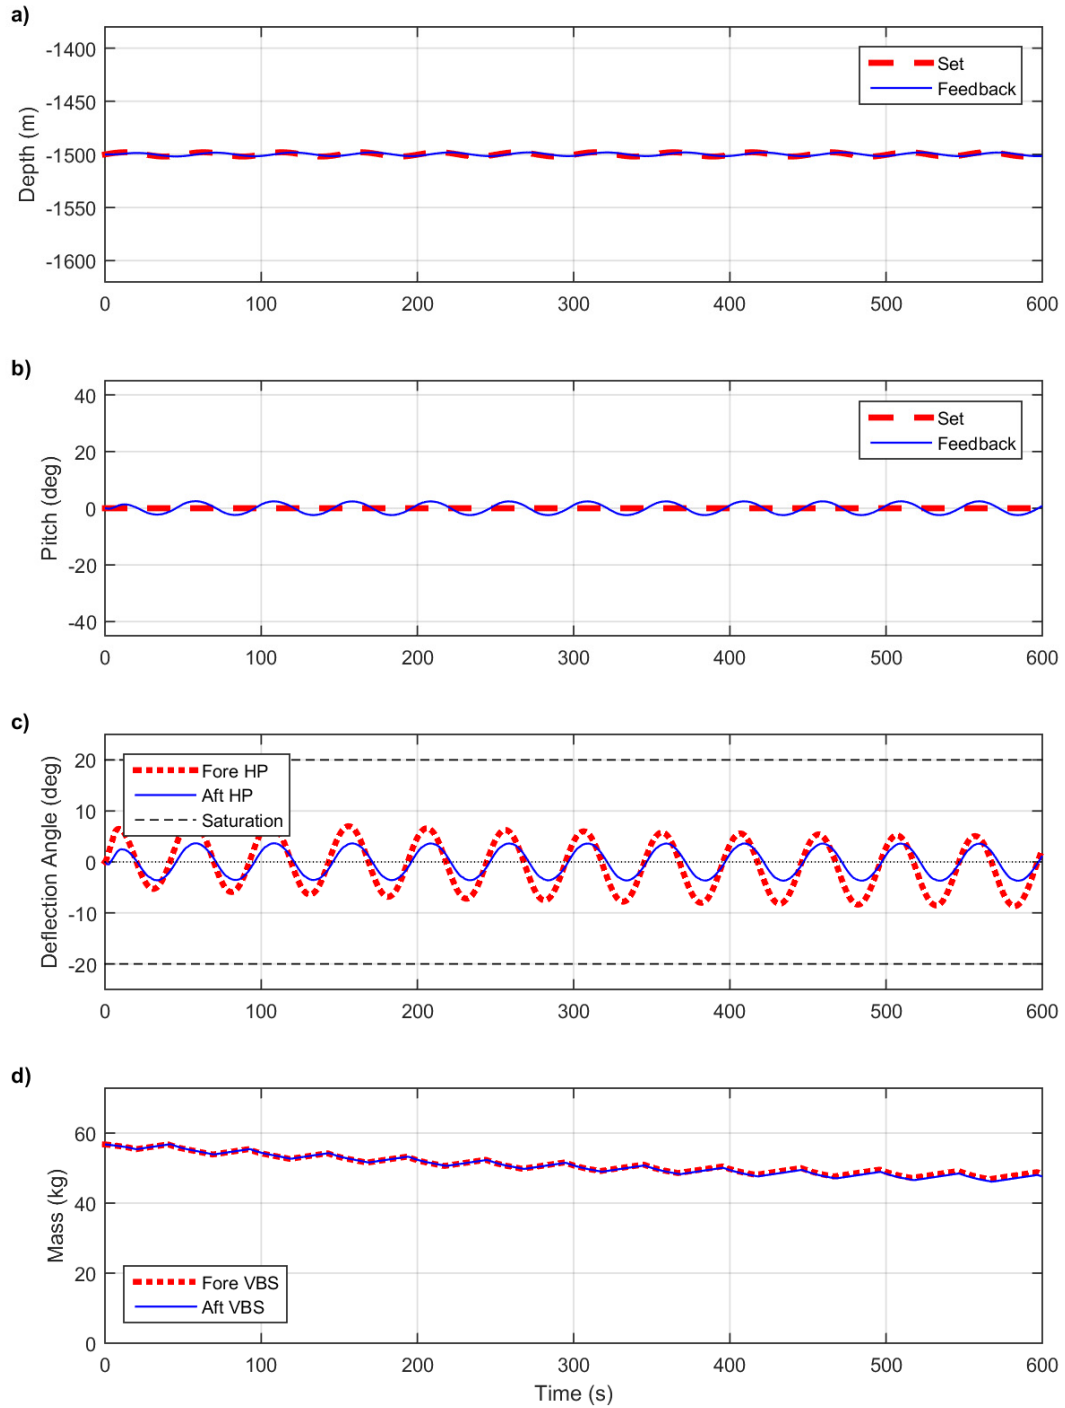 a)
-1400
-1450
-1500
-1550
-1600
Depth (m)
Set
Feedback
0 100 200 300 400 500 600
b)
40
20
0
-20
-40
Pitch (deg)
Set
Feedback
0 100 200 300 400 500 600
c)
20
10
0
-10
-20
Deflection Angle (deg)
Fore HP
Aft HP
Saturation
0 100 200 300 400 500 600
d)
60
40
20
0
Mass (kg)
Fore VBS
Aft VBS
0 100 200 300 400 500 600
Time (s)